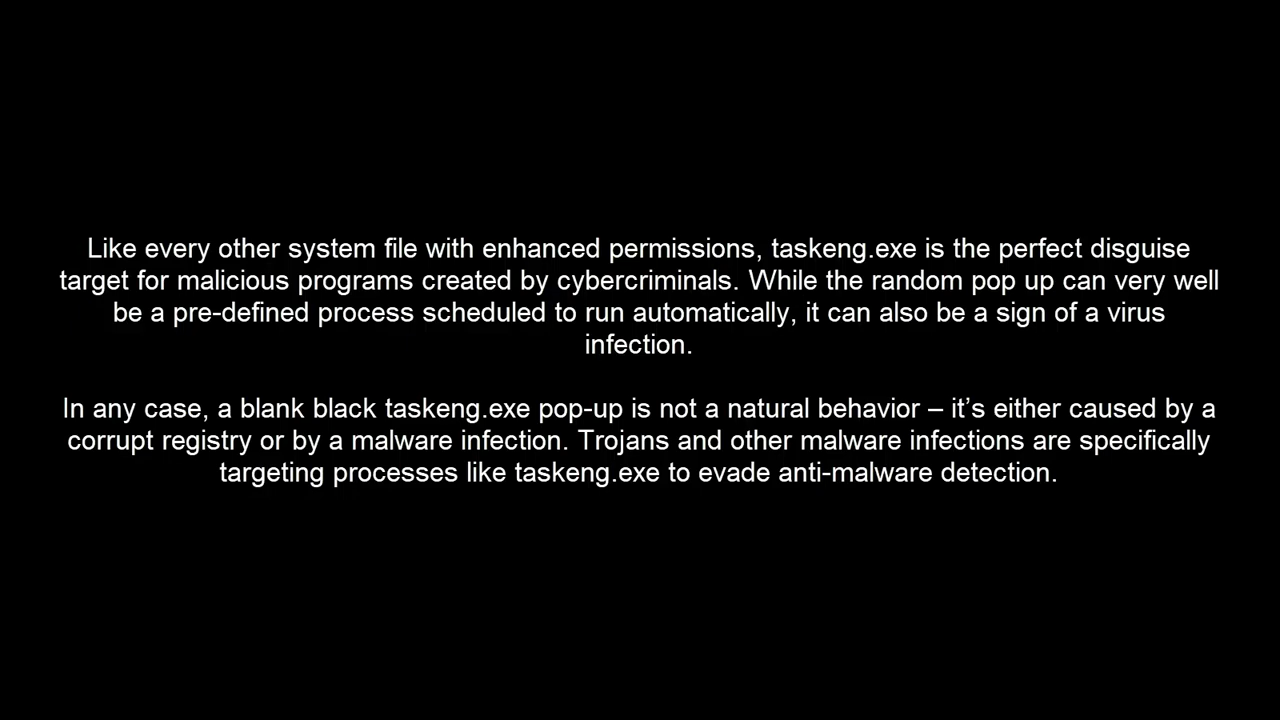 Like every other system file with enhanced permissions, taskeng.exe is the perfect disguise
target for malicious programs created by cybercriminals. While the random pop up can very well
be a pre-defined process scheduled to run automatically, it can also be a sign of a virus
infection.
In any case, a blank black taskeng.exe pop-up is not a natural behavior – it’s either caused by a
corrupt registry or by a malware infection. Trojans and other malware infections are specifically
targeting processes like taskeng.exe to evade anti-malware detection.